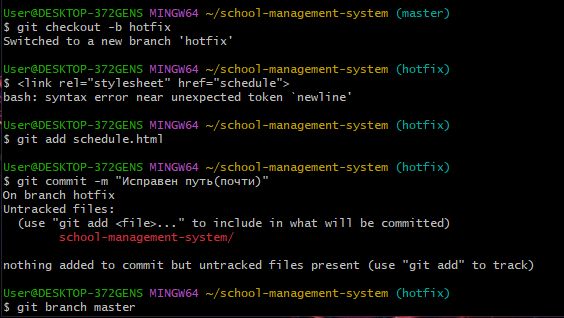 User@DESKTOP-372GENS MINGW64 ~/school-management-system (master)
$ git checkout -b hotfix
Switched to a new branch 'hotfix'
User@DESKTOP-372GENS MINGW64 ~/school-management-system (hotfix)
$ <link rel="stylesheet" href="schedule">
bash: syntax error near unexpected token `newline'
User@DESKTOP-372GENS MINGW64 ~/school-management-system (hotfix)
$ git add schedule.html
User@DESKTOP-372GENS MINGW64 ~/school-management-system (hotfix)
$ git commit -m "Исправен путь(почти)"
On branch hotfix
Untracked files:
(use "git add <file>..." to include in what will be committed)
school-management-system/
nothing added to commit but untracked files present (use "git add" to track)
User@DESKTOP-372GENS MINGW64 ~/school-management-system (hotfix)
$ git branch master